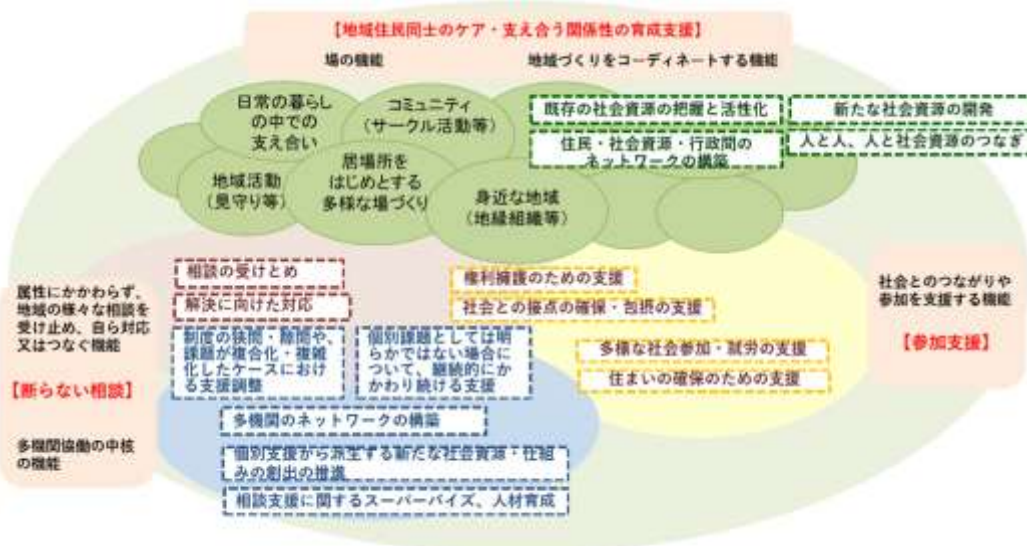 【地域住民同士のケア・支え合う関係性の育成支援】
場の機能
地域づくりをコーディネートする機能
日常の暮らし
の中での
支え合い
コミュニティ
(サークル活動等)
既存の社会資源の把握と活性化
新たな社会資源の開発
住民・社会資源・行政間の
ネットワークの構築
人と人、人と社会資源のつなぎ
地域活動
(見守り等)
居場所を
はじめとする
多様な場づくり
身近な地域
(地縁組織等)
属性にかかわらず、
地域の様々な相談を
受け止め、自ら対応
又はつなぐ機能
【断らない相談】
多機関協働の中核
の機能
相談の受けとめ
解決に向けた対応
制度の狭間・隙間や、
課題が複合化・複雑
化したケースにおけ
る支援調整
個別課題としては明
らかではない場合に
ついて、継続的にか
かわり続ける支援
多機関のネットワークの構築
個別支援から派生する新たな社会資源・仕組
みの創出の推進
相談支援に関するスーパーバイズ、人材育成
権利擁護のための支援
社会との接点の確保・包摂の支援
多様な社会参加・就労の支援
住まいの確保のための支援
社会とのつながりや
参加を支援する機能
【参加支援】